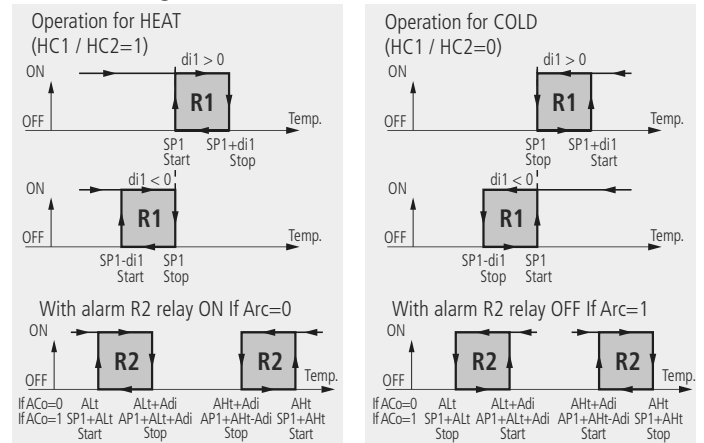 Operation for HEAT
(HC1 / HC2=1)
di1 > 0
ON
R1
OFF
Temp.
SP1 SP1+di1
Start Stop
di1 < 0
ON
R1
OFF
Temp.
SP1-di1 SP1
Start Stop
With alarm R2 relay ON If Arc=0
ON
R2 R2
OFF
Temp.
If ACo=0 ALt ALt+Adi AHt+Adi AHt
If ACo=1 SP1+ALt AP1+ALt+Adi AP1+AHt-Adi SP1+AHt
Start Stop Stop Start
Operation for COLD
(HC1 / HC2=0)
di1 > 0
ON
R1
OFF
Temp.
SP1 SP1+di1
Stop Start
di1 < 0
ON
R1
OFF
Temp.
SP1-di1 SP1
Stop Start
With alarm R2 relay OFF If Arc=1
ON
R2 R2
OFF
Temp.
If ACo=0 ALt ALt+Adi AHt+Adi AHt
If ACo=1 SP1+ALt AP1+ALt+Adi AP1+AHt-Adi SP1+AHt
Stop Start Start Stop